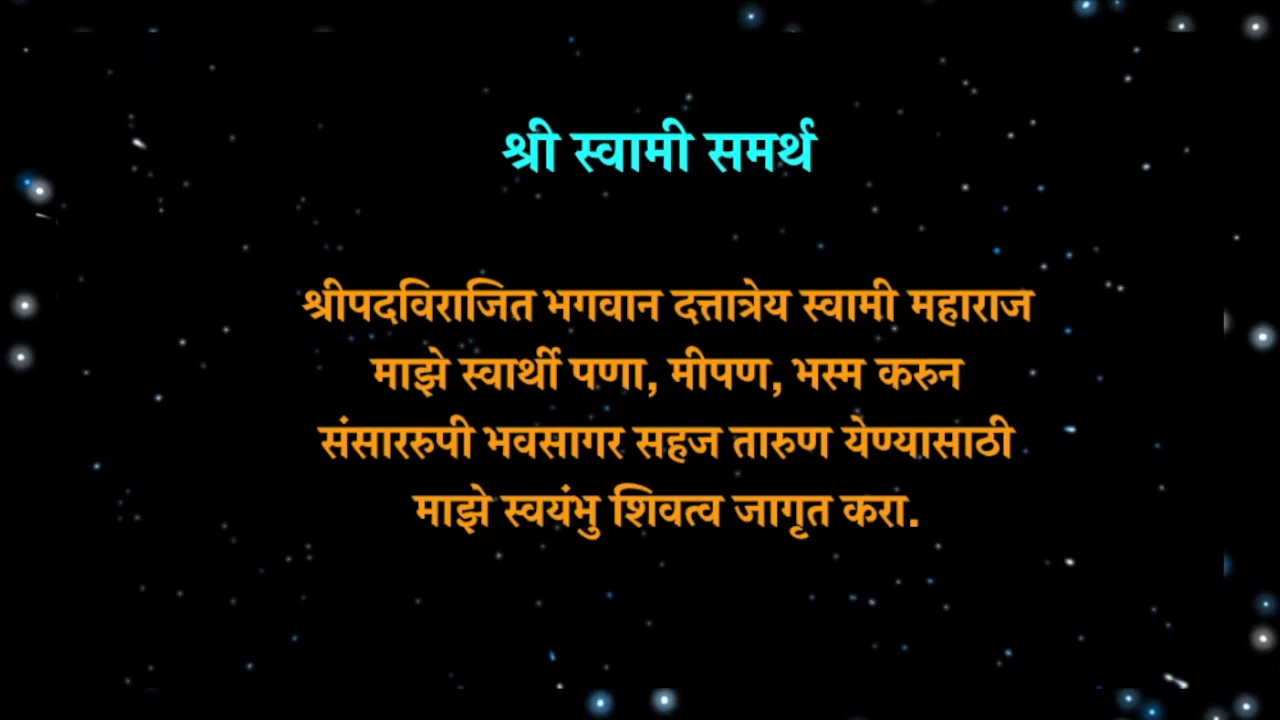 श्री स्वामी समर्थ
श्रीपदविराजित भगवान दत्तात्रेय स्वामी महाराज
माझे स्वार्थी पणा, मीपण, भस्म करुन
संसाररुपी भवसागर सहज तारुण येण्यासाठी
माझे स्वयंभु शिवत्व जागृत करा.